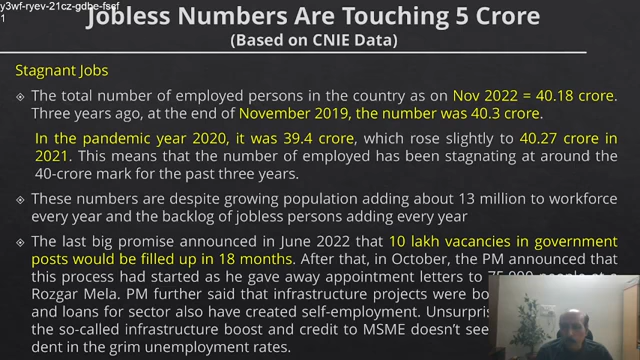 y3wf-ryev-21cz-gdbe-fscf
1
Jobless Numbers Are Touching 5 Crore
(Based on CNIE Data)
Stagnant Jobs
The total number of employed persons in the country as on Nov 2022 = 40.18 crore.
Three years ago, at the end of November 2019, the number was 40.3 crore.
In the pandemic year 2020, it was 39.4 crore, which rose slightly to 40.27 crore in
2021. This means that the number of employed has been stagnating at around the
40-crore mark for the past three years.
These numbers are despite growing population adding about 13 million to workforce
every year and the backlog of jobless persons adding every year
The last big promise announced in June 2022 that 10 lakh vacancies in government
posts would be filled up in 18 months. After that, in October, the PM announced that
this process had started as he gave away appointment letters to 75,000 people at a
Rozgar Mela. PM further said that infrastructure projects were
and loans for sector also have created self-employment.
the so-called infrastructure boost and credit to MSME doesn't
dent in the grim unemployment rates.